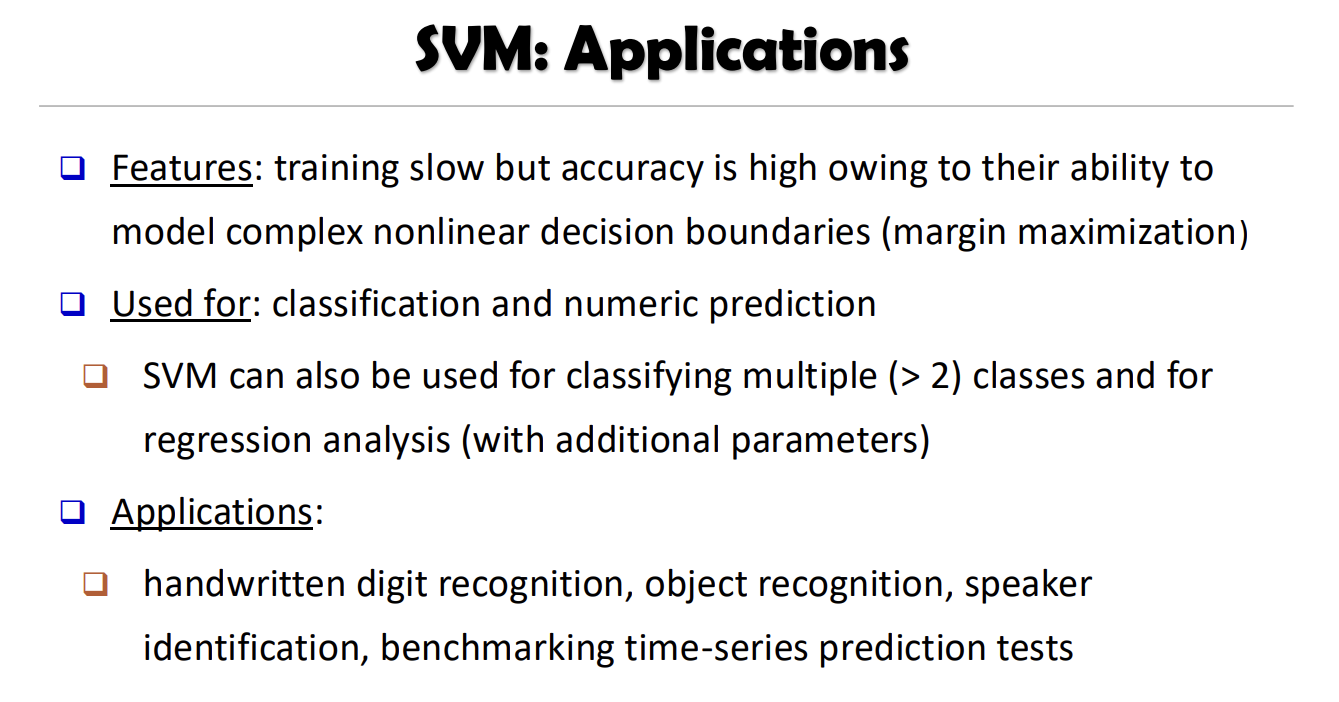 SVM: Applications
Features: training slow but accuracy is high owing to their ability to
model complex nonlinear decision boundaries (margin maximization)
Used for: classification and numeric prediction
SVM can also be used for classifying multiple (> 2) classes and for
regression analysis (with additional parameters)
Applications:
handwritten digit recognition, object recognition, speaker
identification, benchmarking time-series prediction tests